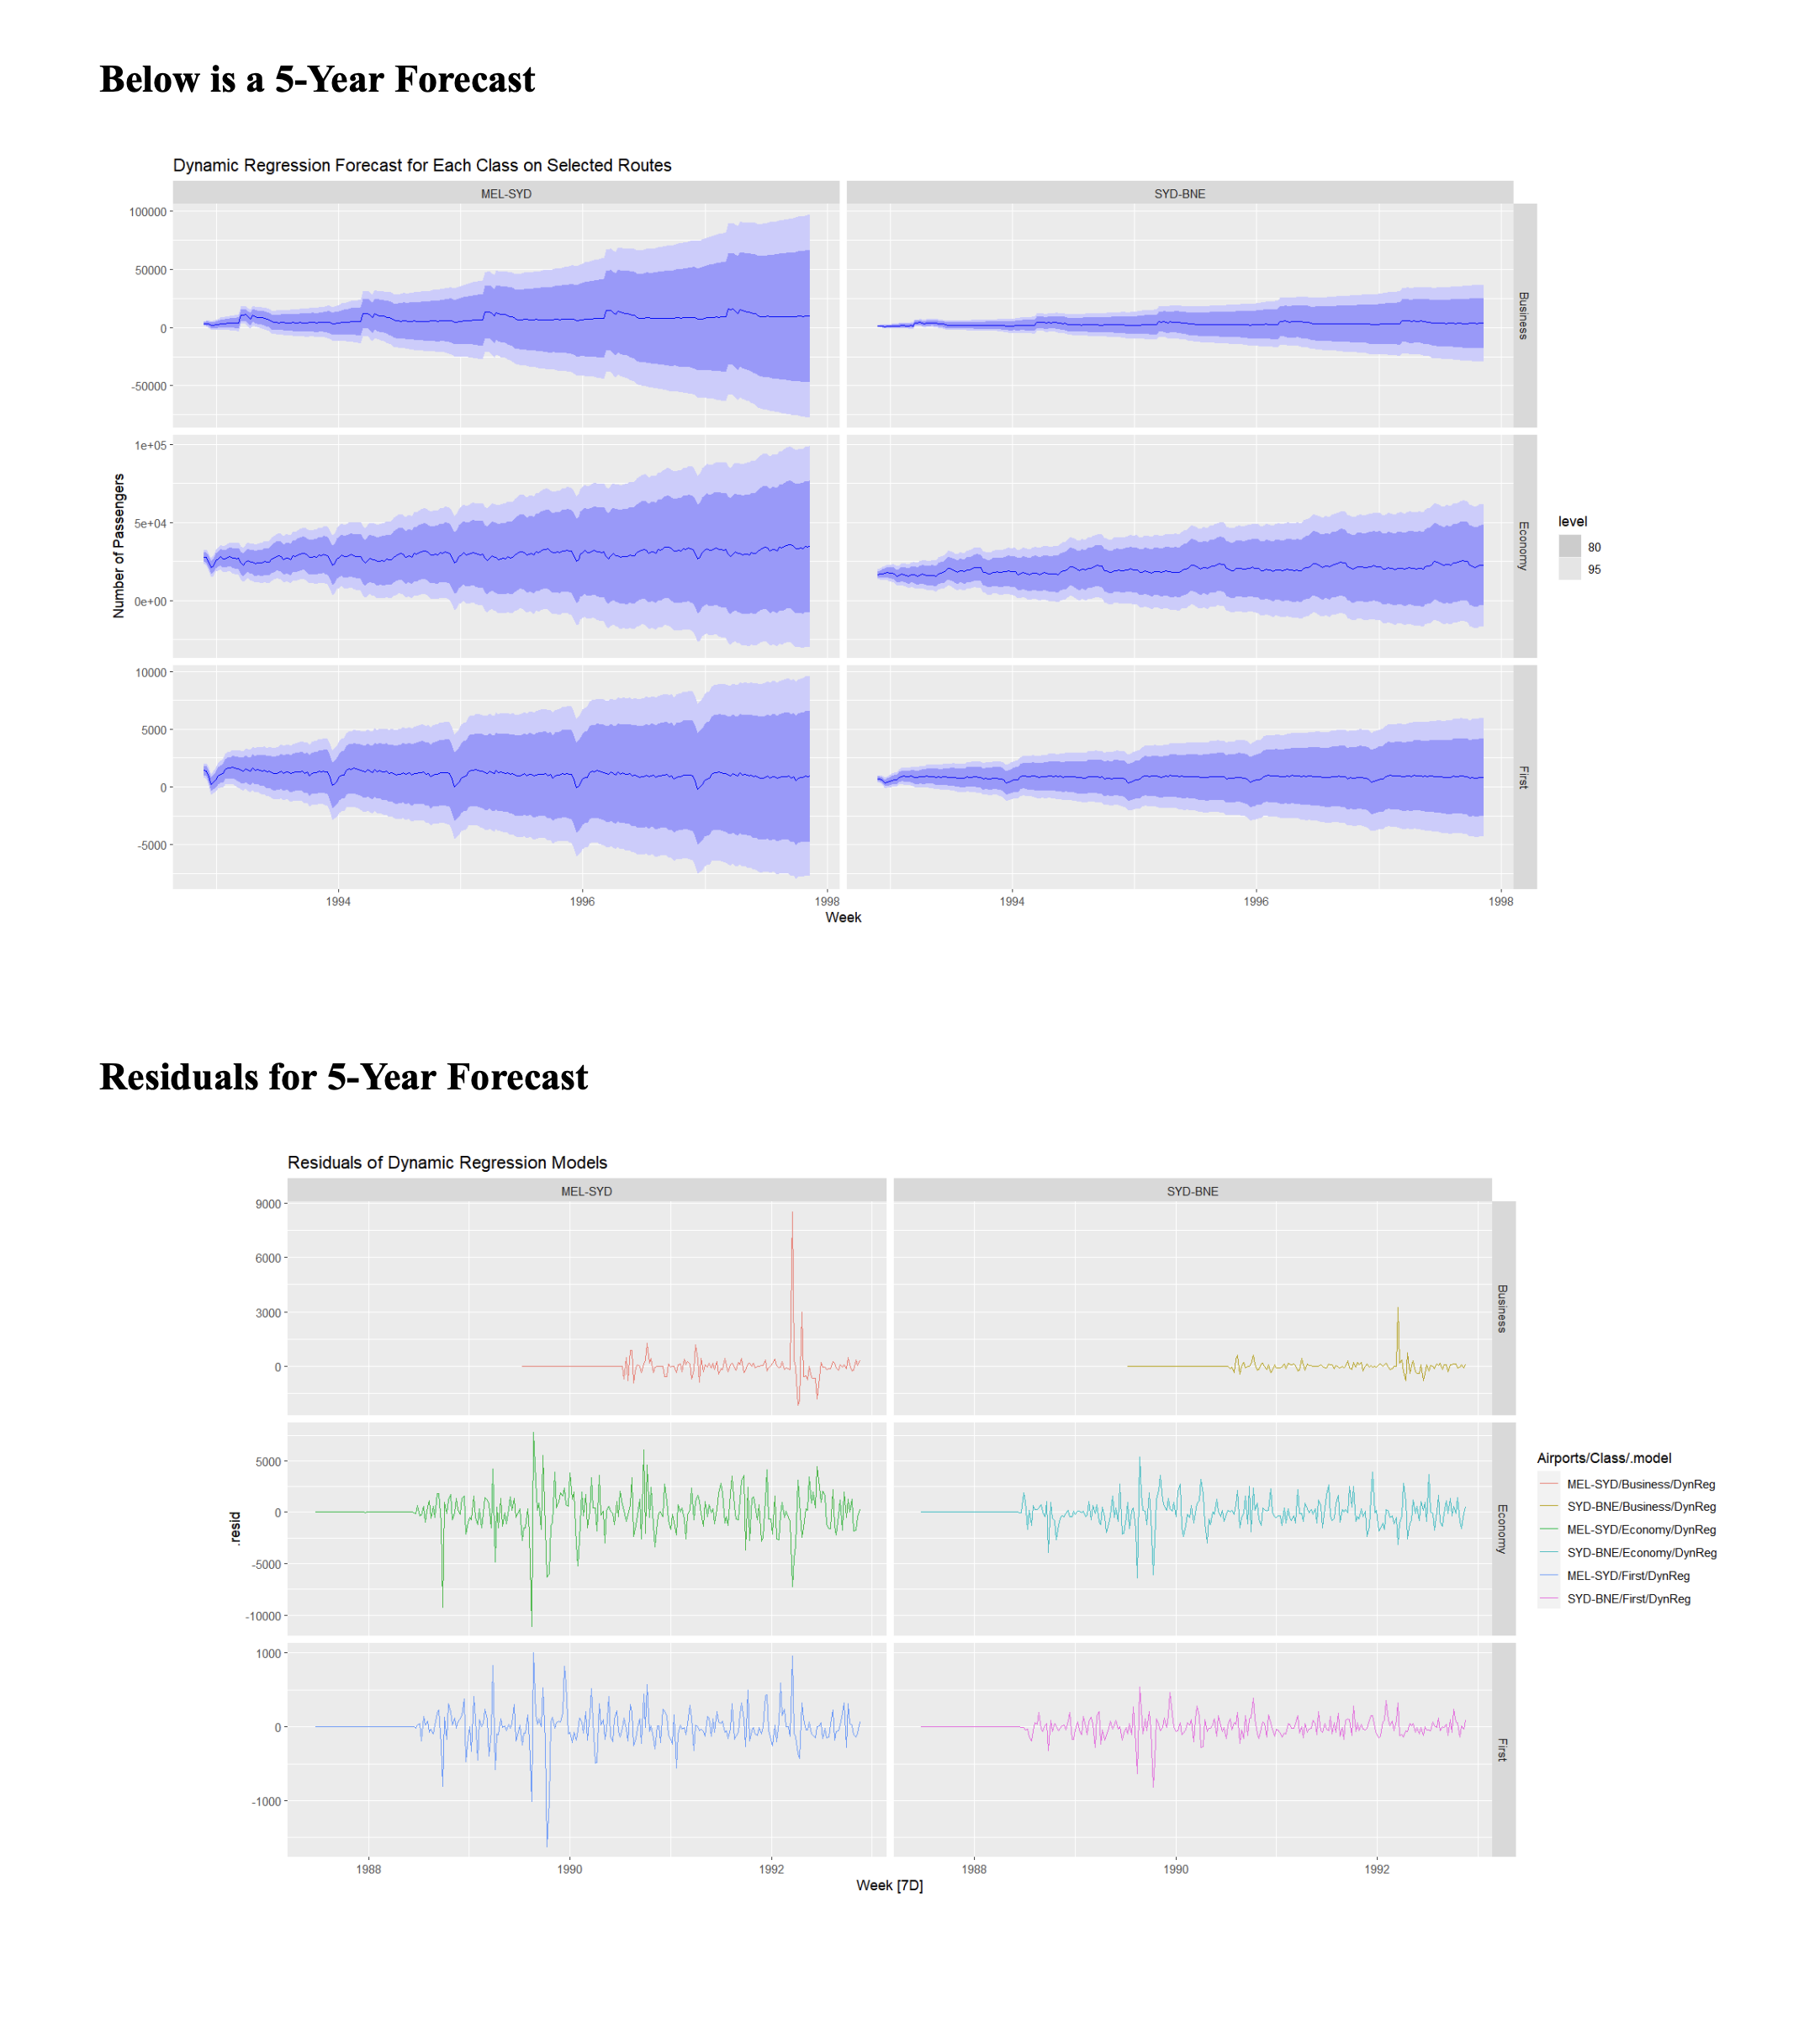 Below is a 5-Year Forecast
Dynamic Regression Forecast for Each Class on Selected Routes
MEL-SYD
SYD-BNE
100000
50000
0
-50000
Business
1e+05
5e+04
0e+00
Economy
10000
5000
0
-5000
First
Number of Passengers
level
80
95
1994
1996
1998
1994
1996
1998
Week
Residuals for 5-Year Forecast
Residuals of Dynamic Regression Models
MEL-SYD
SYD-BNE
9000
6000
3000
0
Business
5000
0
-5000
-10000
Economy
1000
0
-1000
First
.resid
Airports/Class/.model
MEL-SYD/Business/DynReg
SYD-BNE/Business/DynReg
MEL-SYD/Economy/DynReg
SYD-BNE/Economy/DynReg
MEL-SYD/First/DynReg
SYD-BNE/First/DynReg
1988
1990
1992
1988
1990
1992
Week [7D]